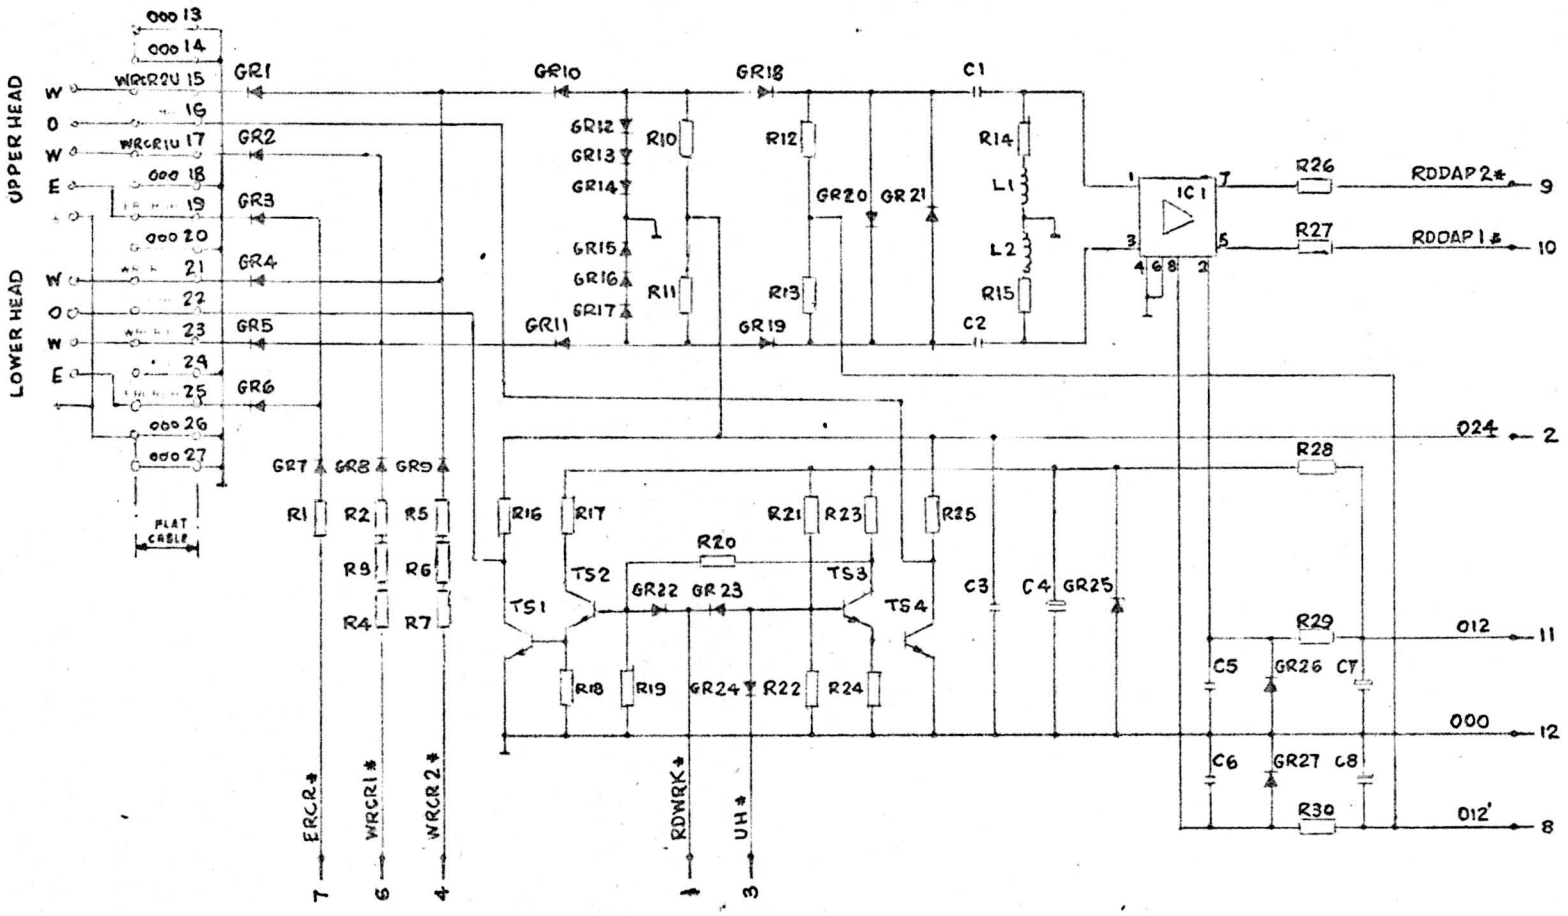 UPPER HEAD
LOWER HEAD
W
O
W
E
W
O
W
E
000 13
000 14
WRCR2U 15
16
WRCR1U 17
000 18
19
000 20
21
22
23
24
25
000 26
000 27
FLAT
CABLE
GR1
GR2
GR3
GR4
GR5
GR6
GR7
GR8
GR9
R1
R2
R5
R3
R6
R4
R7
ERCR*
WRCR1*
WRCR2*
7
6
4
GR10
GR18
C1
GR12
GR13
GR14
R10
R12
R14
L1
GR20
GR21
GR15
GR16
GR17
R11
R13
L2
R15
GR11
GR19
C2
1
7
IC1
3
5
4
6
8
2
R26
RDDAP2*
9
R27
RDDAP1*
10
024
2
R28
R16
R17
R21
R23
R25
R20
TS2
TS3
GR22
GR23
TS1
TS4
R18
R19
GR24
R22
R24
C3
C4
GR25
R29
012
11
C5
GR26
C7
000
12
C6
GR27
C8
R30
012'
8
RDWRK*
UH*
1
3